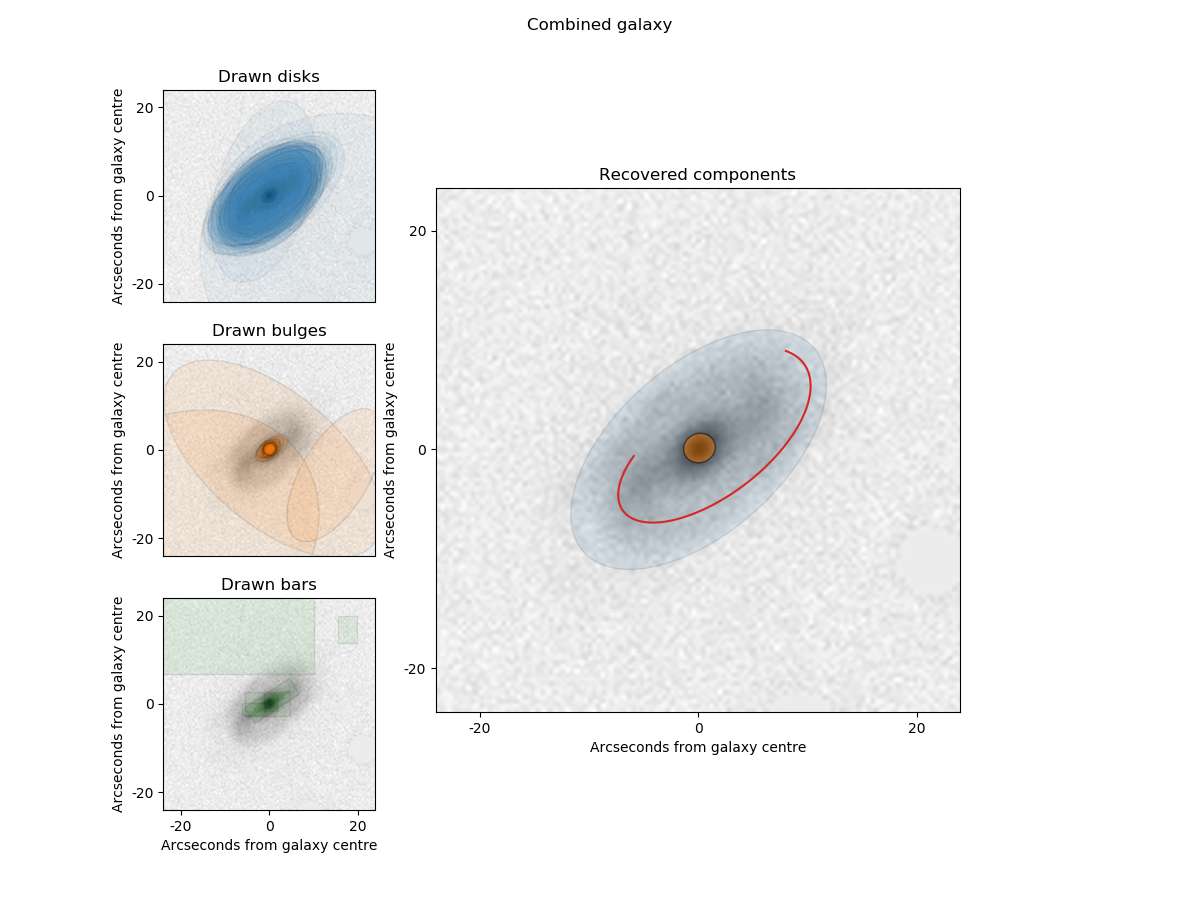 Combined galaxy
Drawn disks
Arcseconds from galaxy centre
20
0
-20
Drawn bulges
Arcseconds from galaxy centre
20
0
-20
Drawn bars
Arcseconds from galaxy centre
20
0
-20
-20 0 20
Arcseconds from galaxy centre
Recovered components
Arcseconds from galaxy centre
20
0
-20
-20 0 20
Arcseconds from galaxy centre